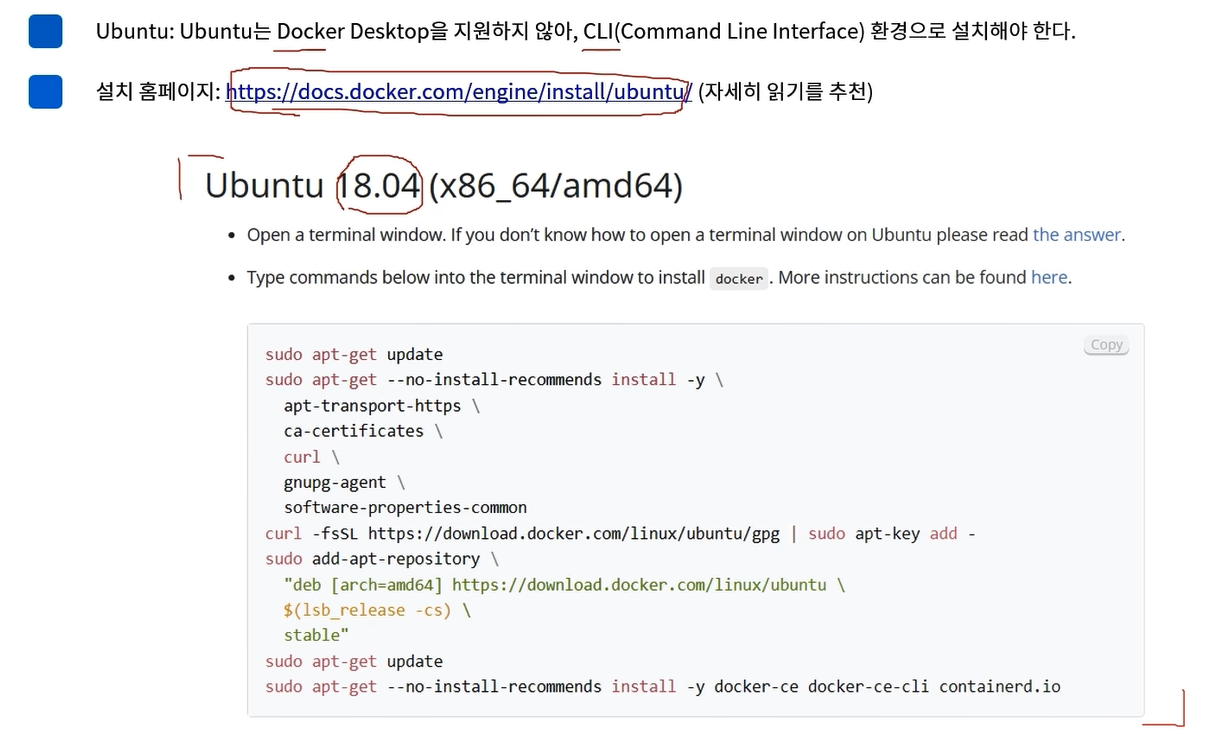 Ubuntu: Ubuntu는 Docker Desktop을 지원하지 않아, CLI(Command Line Interface) 환경으로 설치해야 한다.
설치 홈페이지: https://docs.docker.com/engine/install/ubuntu/ (자세히 읽기를 추천)
Ubuntu 18.04 (x86_64/amd64)
• Open a terminal window. If you don’t know how to open a terminal window on Ubuntu please read the answer.
• Type commands below into the terminal window to install docker. More instructions can be found here.
Copy
sudo apt-get update
sudo apt-get --no-install-recommends install -y \
  apt-transport-https \
  ca-certificates \
  curl \
  gnupg-agent \
  software-properties-common
curl -fsSL https://download.docker.com/linux/ubuntu/gpg | sudo apt-key add -
sudo add-apt-repository \
  "deb [arch=amd64] https://download.docker.com/linux/ubuntu \
  $(lsb_release -cs) \
  stable"
sudo apt-get update
sudo apt-get --no-install-recommends install -y docker-ce docker-ce-cli containerd.io